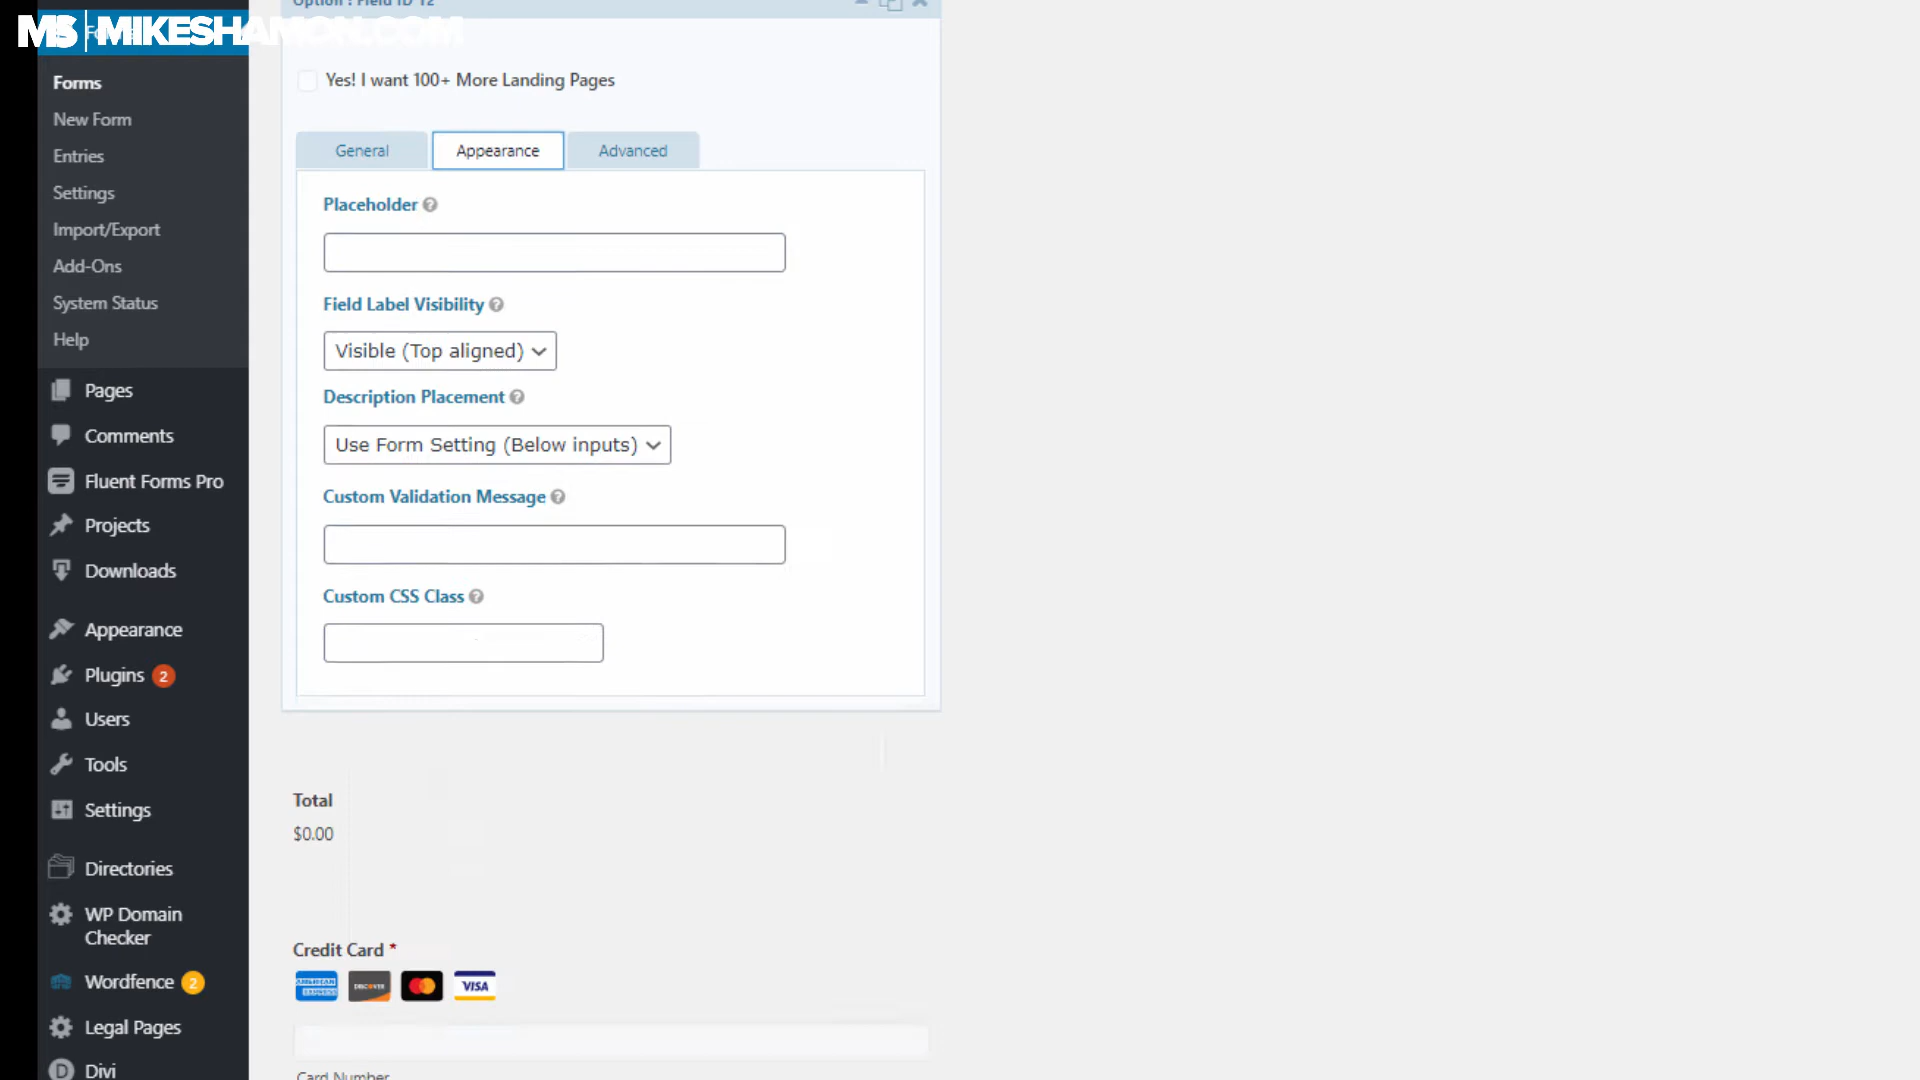 Option : Field ID 12
MS MIKESHAMON.COM
Forms
New Form
Entries
Settings
Import/Export
Add-Ons
System Status
Help
Pages
Comments
Fluent Forms Pro
Projects
Downloads
Appearance
Plugins 2
Users
Tools
Settings
Directories
WP Domain
Checker
Wordfence 2
Legal Pages
Divi
Yes! I want 100+ More Landing Pages
General Appearance Advanced
Placeholder
Field Label Visibility
Visible (Top aligned)
Description Placement
Use Form Setting (Below inputs)
Custom Validation Message
Custom CSS Class
Total
$0.00
Credit Card *
AMERICAN EXPRESS DISCOVER VISA
Card Number